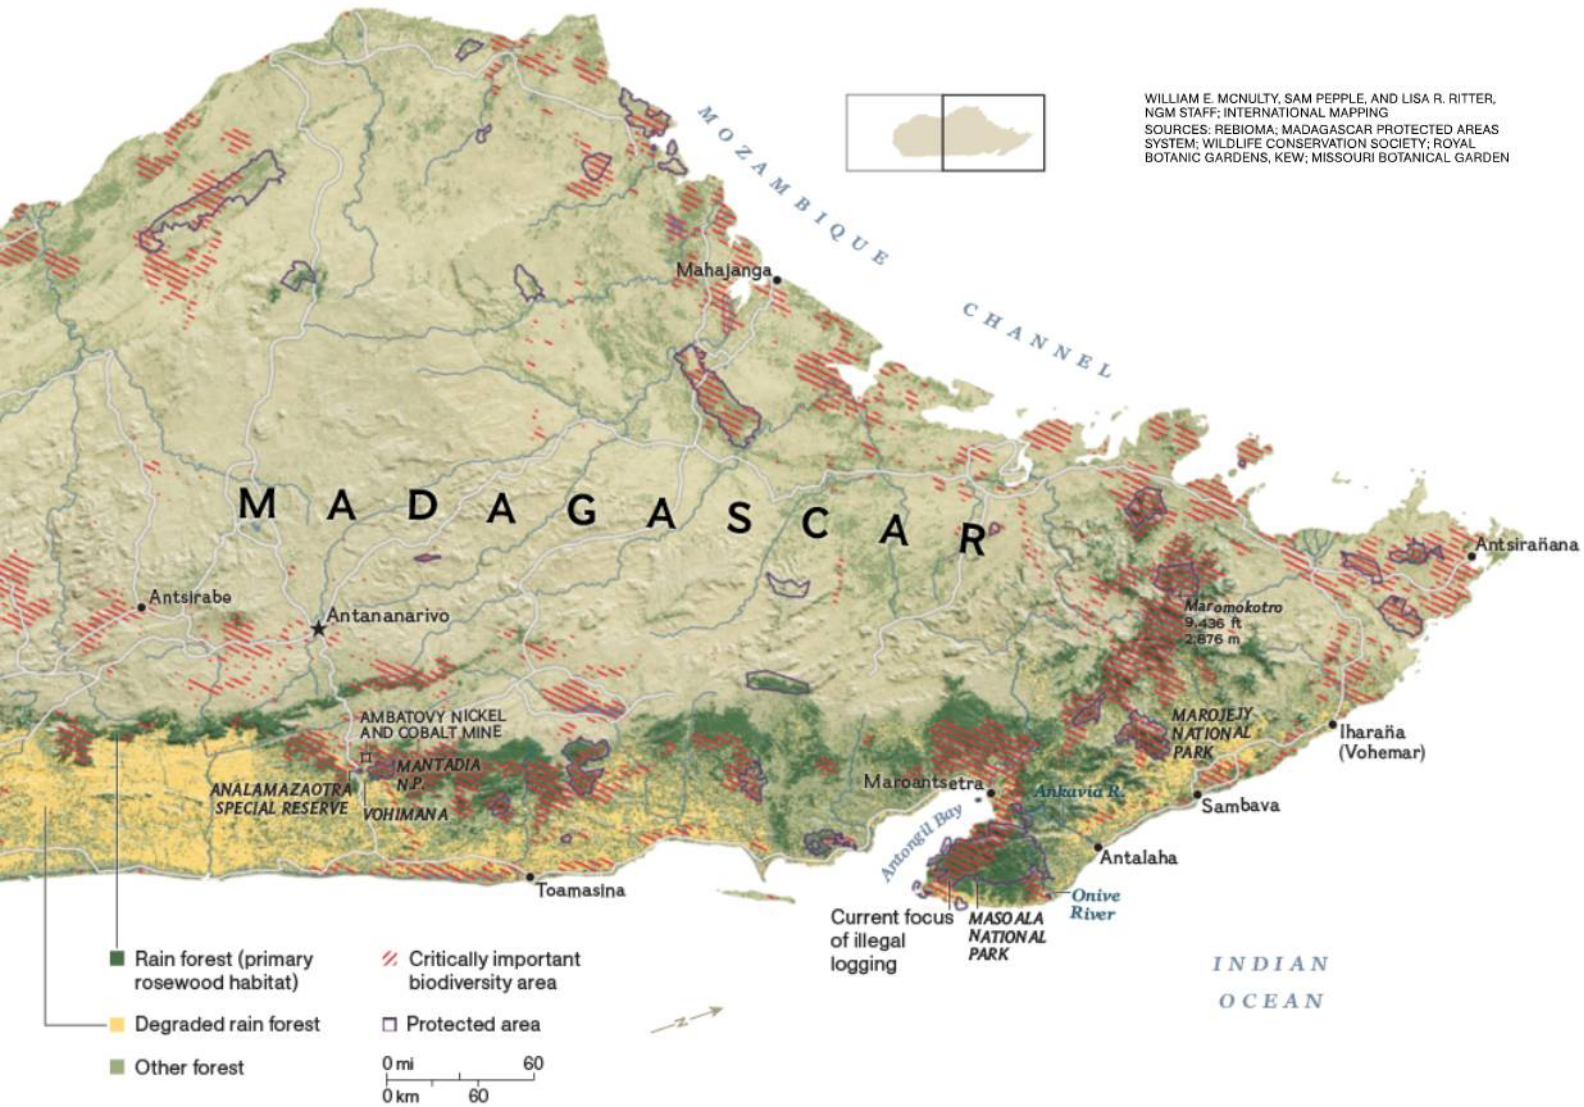 WILLIAM E. MCNULTY, SAM PEPPLE, AND LISA R. RITTER,
NGM STAFF; INTERNATIONAL MAPPING
SOURCES: REBIOMA; MADAGASCAR PROTECTED AREAS
SYSTEM; WILDLIFE CONSERVATION SOCIETY; ROYAL
BOTANIC GARDENS, KEW; MISSOURI BOTANICAL GARDEN
MOZAMBIQUE
CHANNEL
Mahajanga
MADAGASCAR
Antsirañana
Antsirabe
Antananarivo
Maromokotro
9,436 ft
2,876 m
AMBATOVY NICKEL
AND COBALT MINE
MAROJEJY
NATIONAL
PARK
Iharaña
(Vohemar)
MANTADIA
N.P.
ANALAMAZAOTRA
SPECIAL RESERVE
VOHIMANA
Maroantsetra
Ankavia R.
Sambava
Antongil Bay
Antalaha
Toamasina
Onive
River
Current focus
of illegal
logging
MASOALA
NATIONAL
PARK
INDIAN
OCEAN
Rain forest (primary
rosewood habitat)
Degraded rain forest
Other forest
Critically important
biodiversity area
Protected area
0 mi 60
0 km 60
N